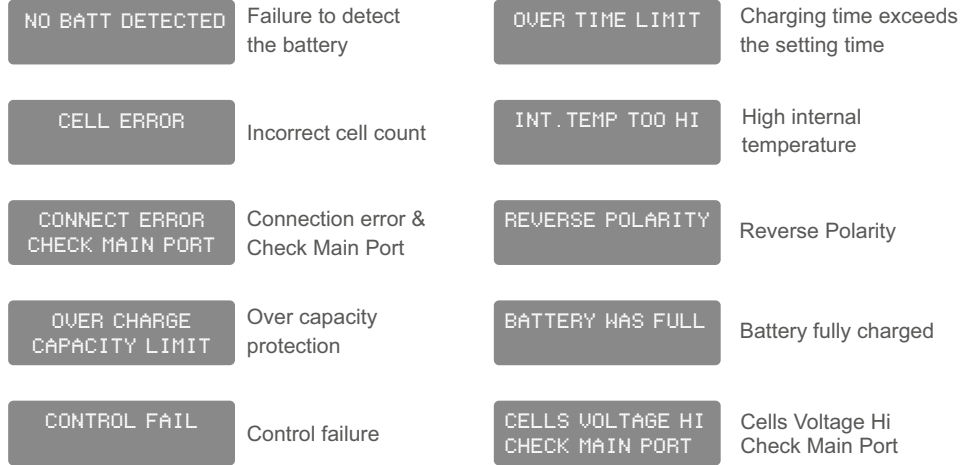 NO BATT DETECTED
Failure to detect
the battery
OVER TIME LIMIT
Charging time exceeds
the setting time
CELL ERROR
Incorrect cell count
INT.TEMP TOO HI
High internal
temperature
CONNECT ERROR
CHECK MAIN PORT
Connection error &
Check Main Port
REVERSE POLARITY
Reverse Polarity
OVER CHARGE
CAPACITY LIMIT
Over capacity
protection
BATTERY WAS FULL
Battery fully charged
CONTROL FAIL
Control failure
CELLS VOLTAGE HI
CHECK MAIN PORT
Cells Voltage Hi
Check Main Port